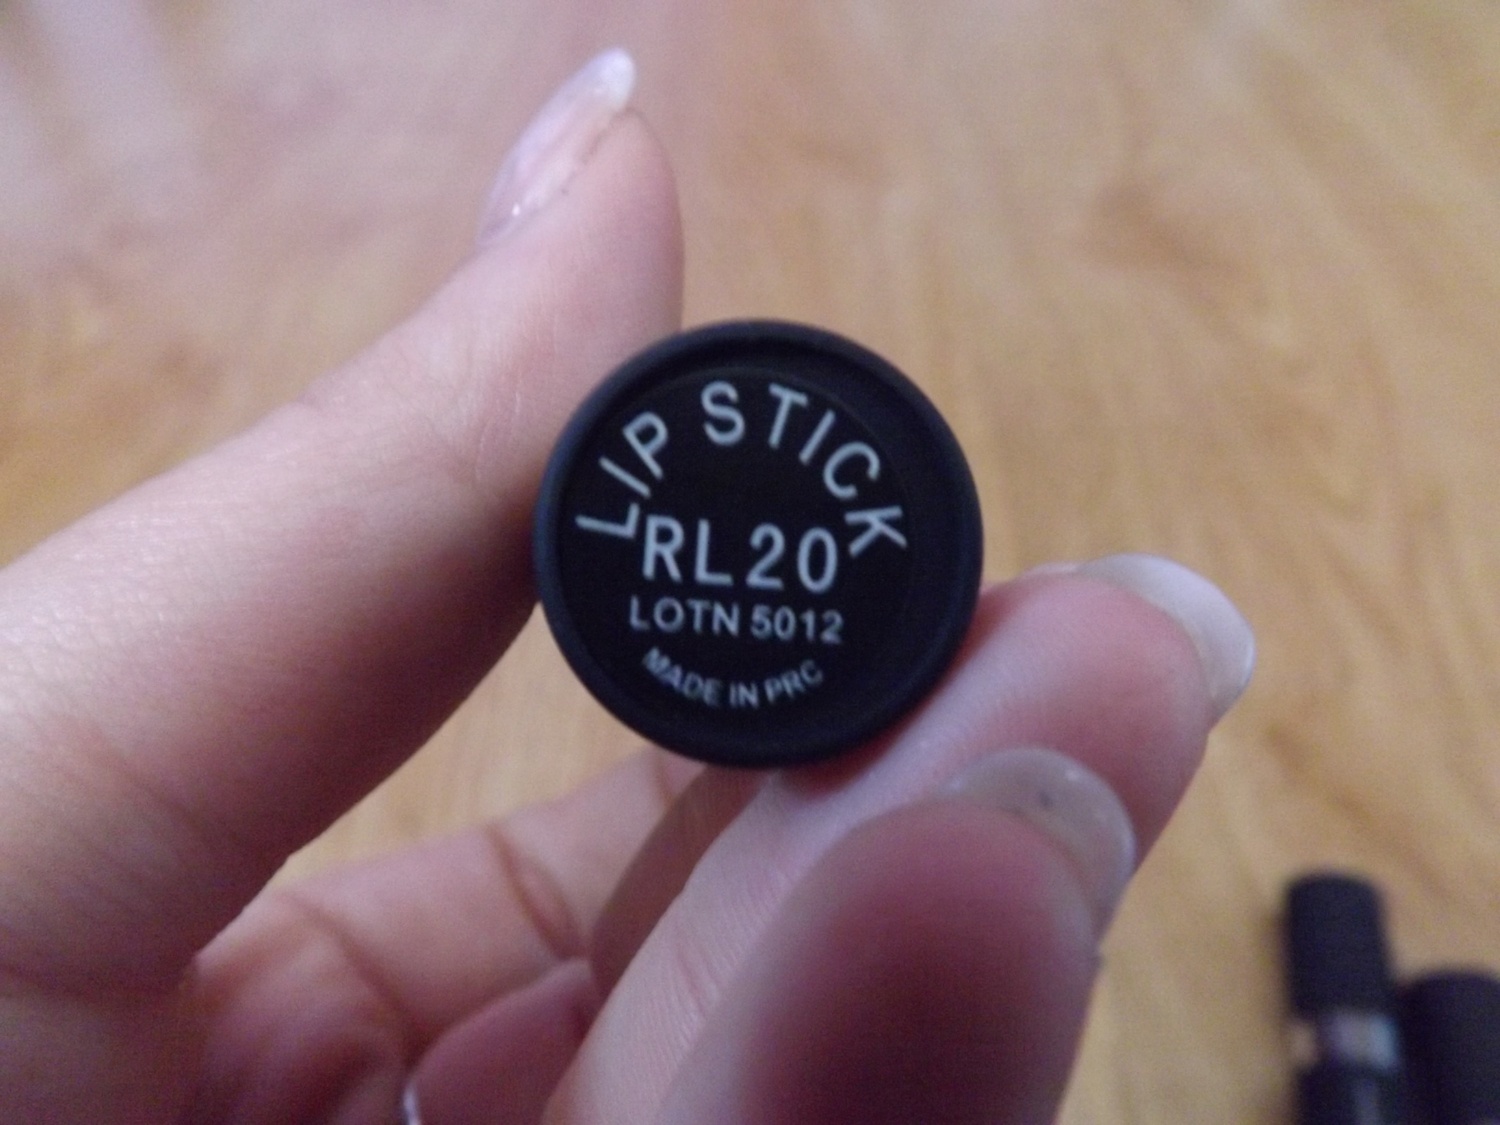 LIP STICK
RL20
LOTN 5012
MADE IN PRC